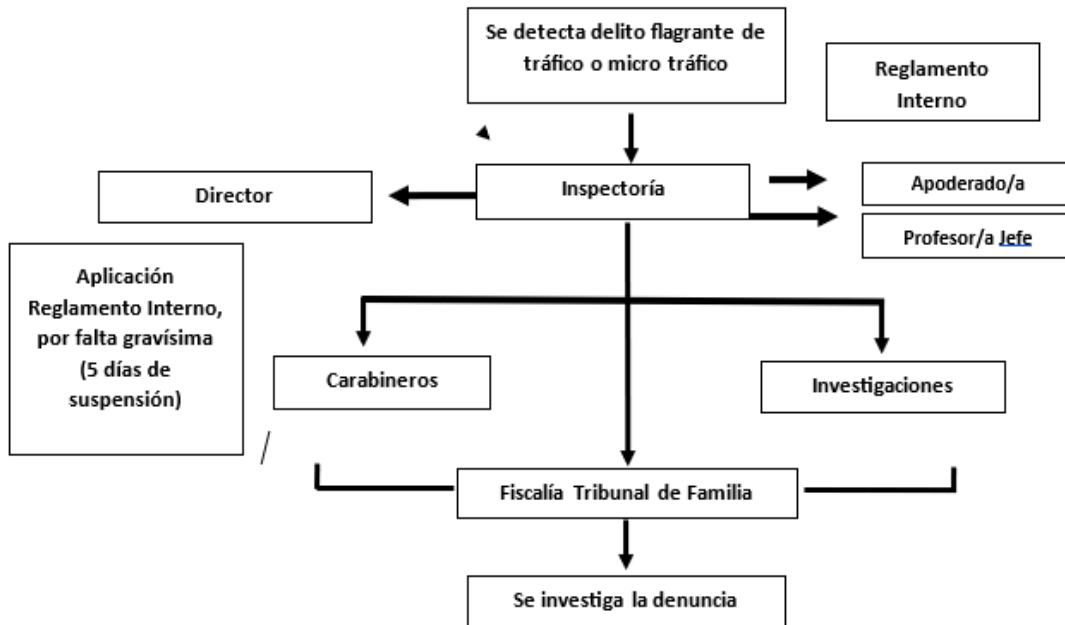 Se detecta delito flagrante de
tráfico o micro tráfico
Reglamento
Interno
Director
Inspectoría
Apoderado/a
Profesor/a Jefe
Aplicación
Reglamento Interno,
por falta gravísima
(5 días de
suspensión)
Carabineros
Investigaciones
Fiscalía Tribunal de Familia
Se investiga la denuncia